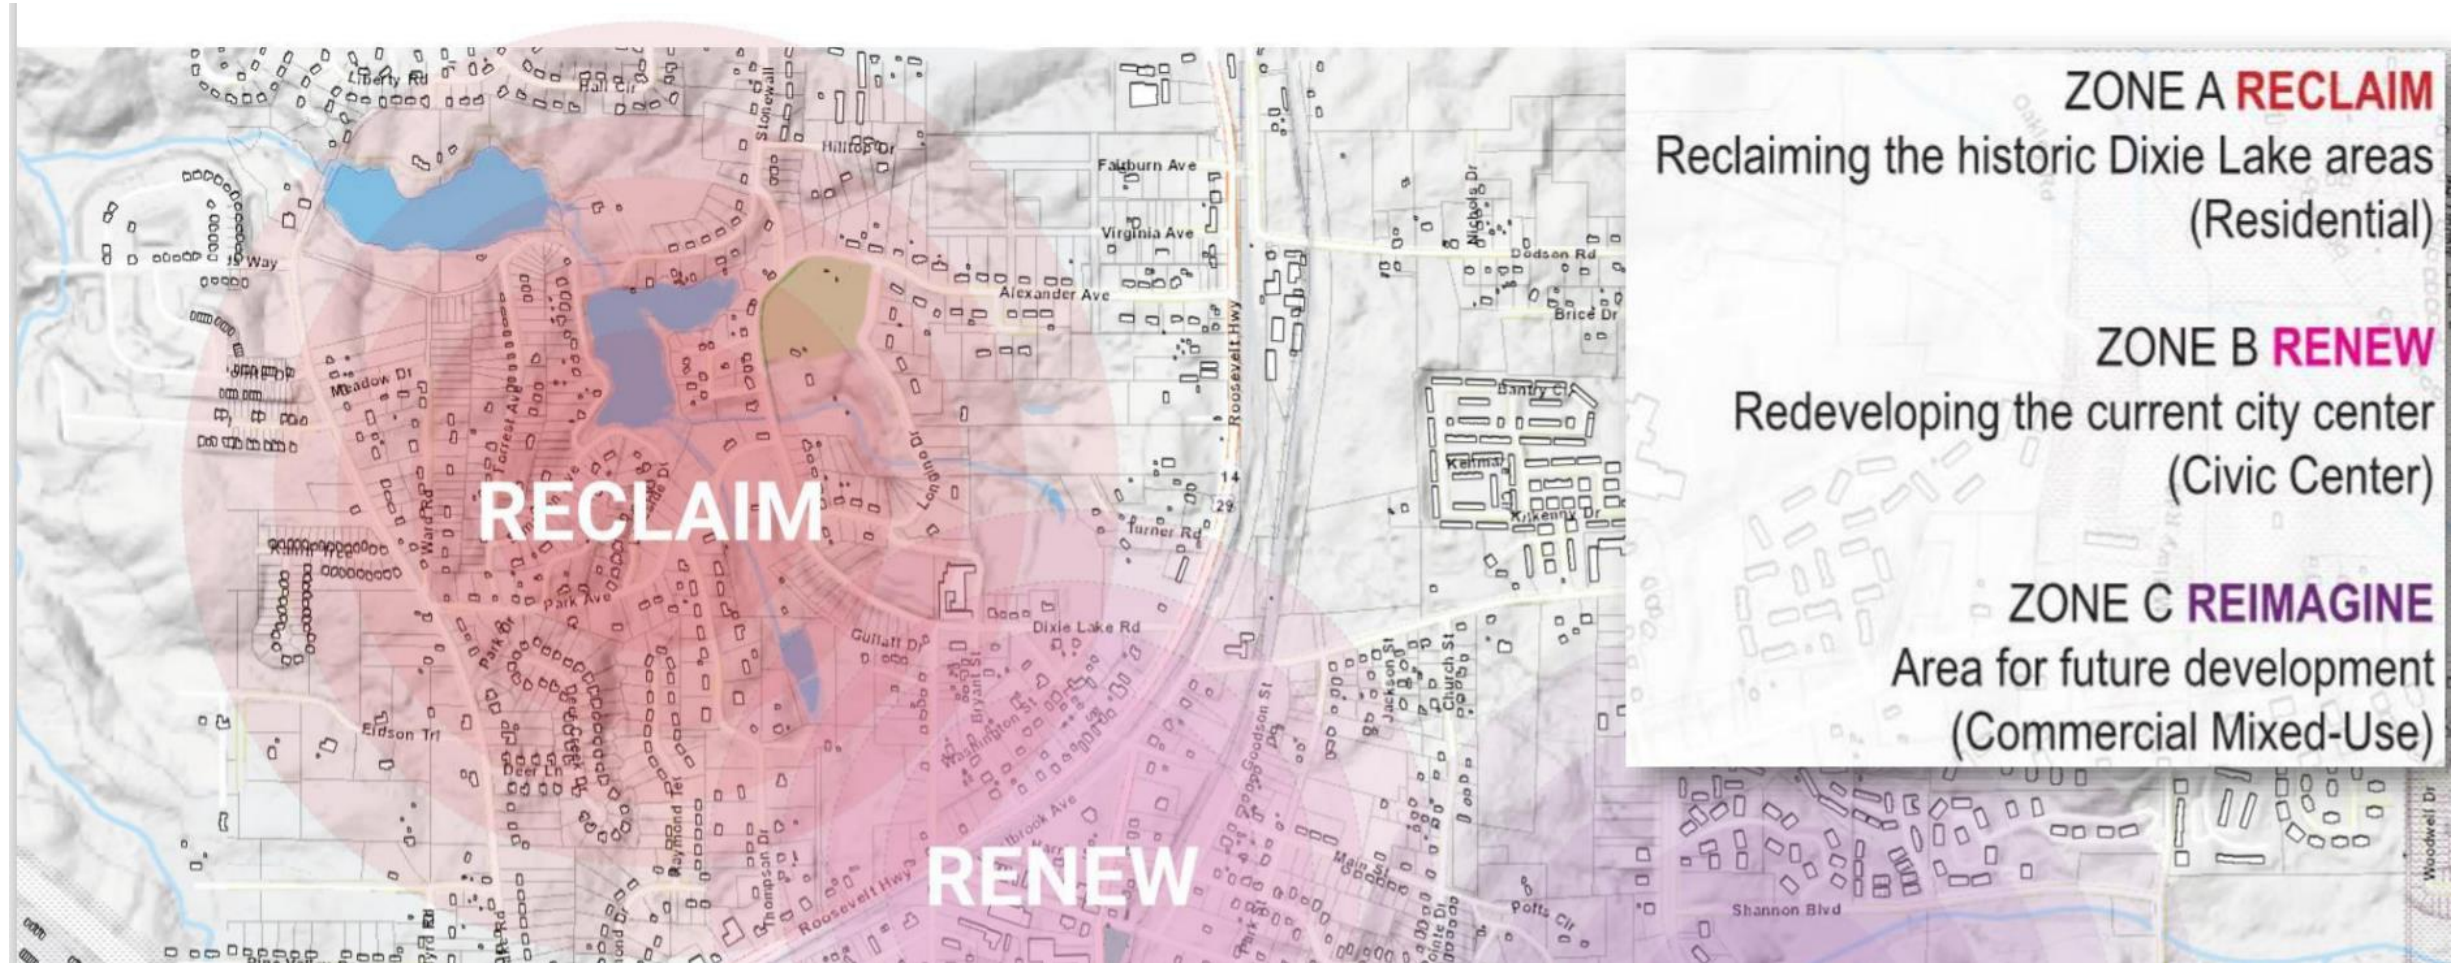 ZONE A RECLAIM
Reclaiming the historic Dixie Lake areas
(Residential)
ZONE B RENEW
Redeveloping the current city center
(Civic Center)
ZONE C REIMAGINE
Area for future development
(Commercial Mixed-Use)
Liberty Rd
Hall Cir
Stonewall
Hilltop Dr
Fairburn Ave
Nichols Dr
Virginia Ave
Way
Dodson Rd
Alexander Ave
Brice Dr
Roosevelt Hwy
Meadow Dr
Forrest Ave
Bantry Cl
Longino Dr
14
29
Ward Rd
RECLAIM
Turner Rd
Kilkenny Dr
Park Ave
Park Dr
Gullatt Dr
Dixie Lake Rd
Bryant St
Washington St
Jackson St
Church St
Goodson St
Eidson Trl
Deer Ln
Raymond Ter
Thompson Dr
RENEW
Roosevelt Hwy
Main St
Park St
Potts Cir
Shannon Blvd
Woodwell Dr